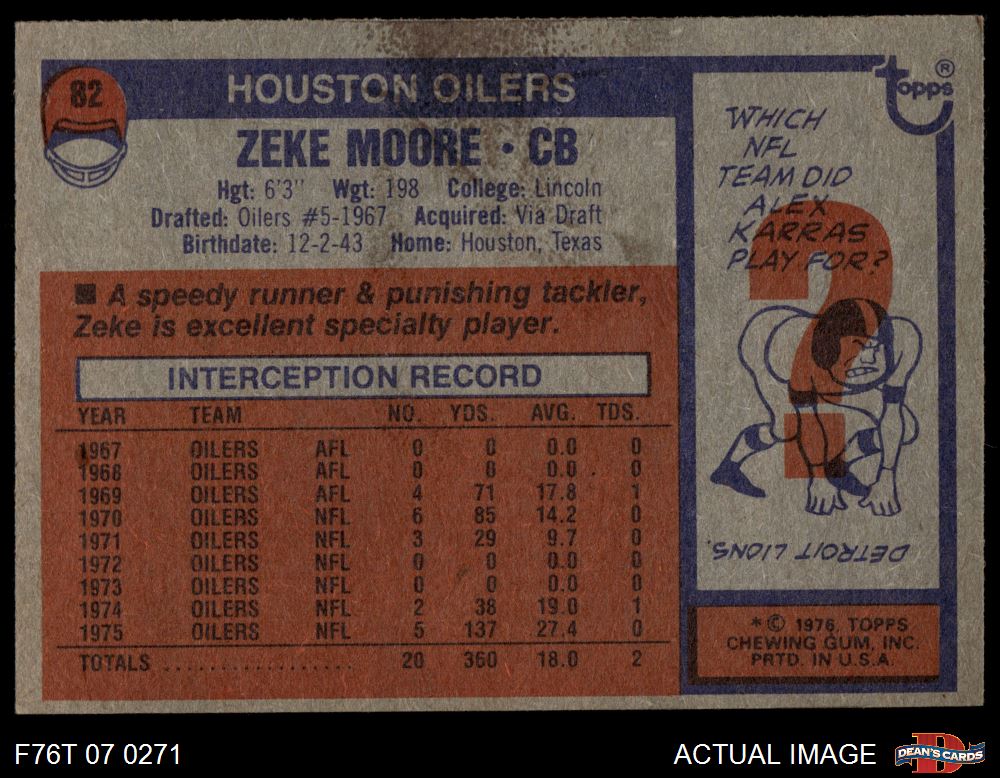 82
HOUSTON OILERS
ZEKE MOORE • CB
Hgt: 6'3" Wgt: 198 College: Lincoln
Drafted: Oilers #5-1967 Acquired: Via Draft
Birthdate: 12-2-43 Home: Houston, Texas
■ A speedy runner & punishing tackler,
Zeke is excellent specialty player.
INTERCEPTION RECORD
YEAR TEAM NO. YDS. AVG. TDS.
1967 OILERS AFL 0 0 0.0 0
1968 OILERS AFL 0 0 0.0 0
1969 OILERS AFL 4 71 17.8 1
1970 OILERS NFL 6 85 14.2 0
1971 OILERS NFL 3 29 9.7 0
1972 OILERS NFL 0 0 0.0 0
1973 OILERS NFL 0 0 0.0 0
1974 OILERS NFL 2 38 19.0 1
1975 OILERS NFL 5 137 27.4 0
TOTALS .................. 20 360 18.0 2
Topps ®
WHICH
NFL
TEAM DID
ALEX
KARRAS
PLAY FOR?
?
DETROIT LIONS.
* © 1976, TOPPS
CHEWING GUM, INC.
PRTD. IN U.S.A.
F76T 07 0271
ACTUAL IMAGE
DEAN'S CARDS